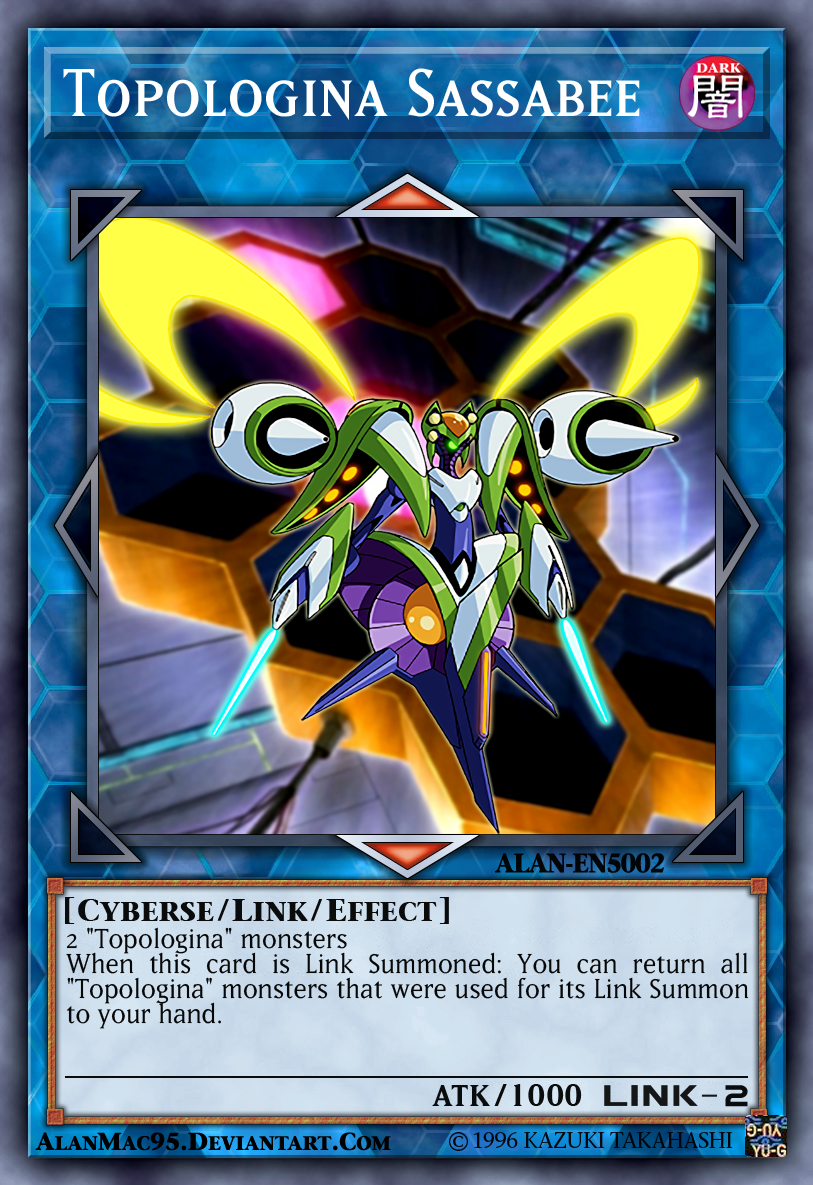 Topologina Sassabee
DARK
闇
ALAN-EN5002
[Cyberse/Link/Effect]
2 "Topologina" monsters
When this card is Link Summoned: You can return all
"Topologina" monsters that were used for its Link Summon
to your hand.
ATK/1000 LINK-2
AlanMac95.Deviantart.Com
©1996 KAZUKI TAKAHASHI
YU-G
YU-G